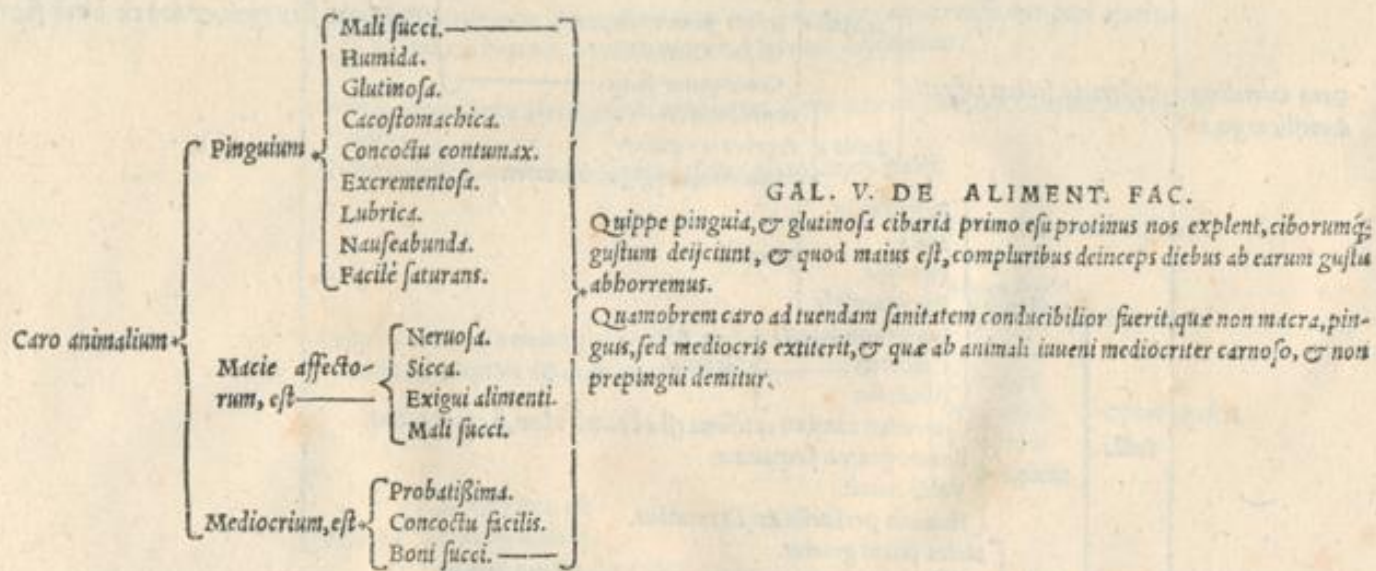 Caro animalium
Pinguium
Mali ſucci.
Humida.
Glutinoſa.
Cacoſtomachica.
Concoctu contumax.
Excrementoſa.
Lubrica.
Nauſeabunda.
Facilè ſaturans.
Macie affecto-
rum, eſt
Neruoſa.
Sicca.
Exigui alimenti.
Mali ſucci.
Mediocrium, eſt
Probatißima.
Concoctu facilis.
Boni ſucci.
GAL. V. DE ALIMENT. FAC.
Quippe pinguia, & glutinoſa cibaria primo eſu protinus nos explent, ciborumq́;
guſtum deijciunt, & quod maius eſt, compluribus deinceps diebus ab earum guſtu
abhorremus.
Quamobrem caro ad tuendam ſanitatem conducibilior fuerit, quæ non macra, pin-
guis, ſed mediocris extiterit, & quæ ab animali iuueni mediocriter carnoſo, & non
prepingui demitur.